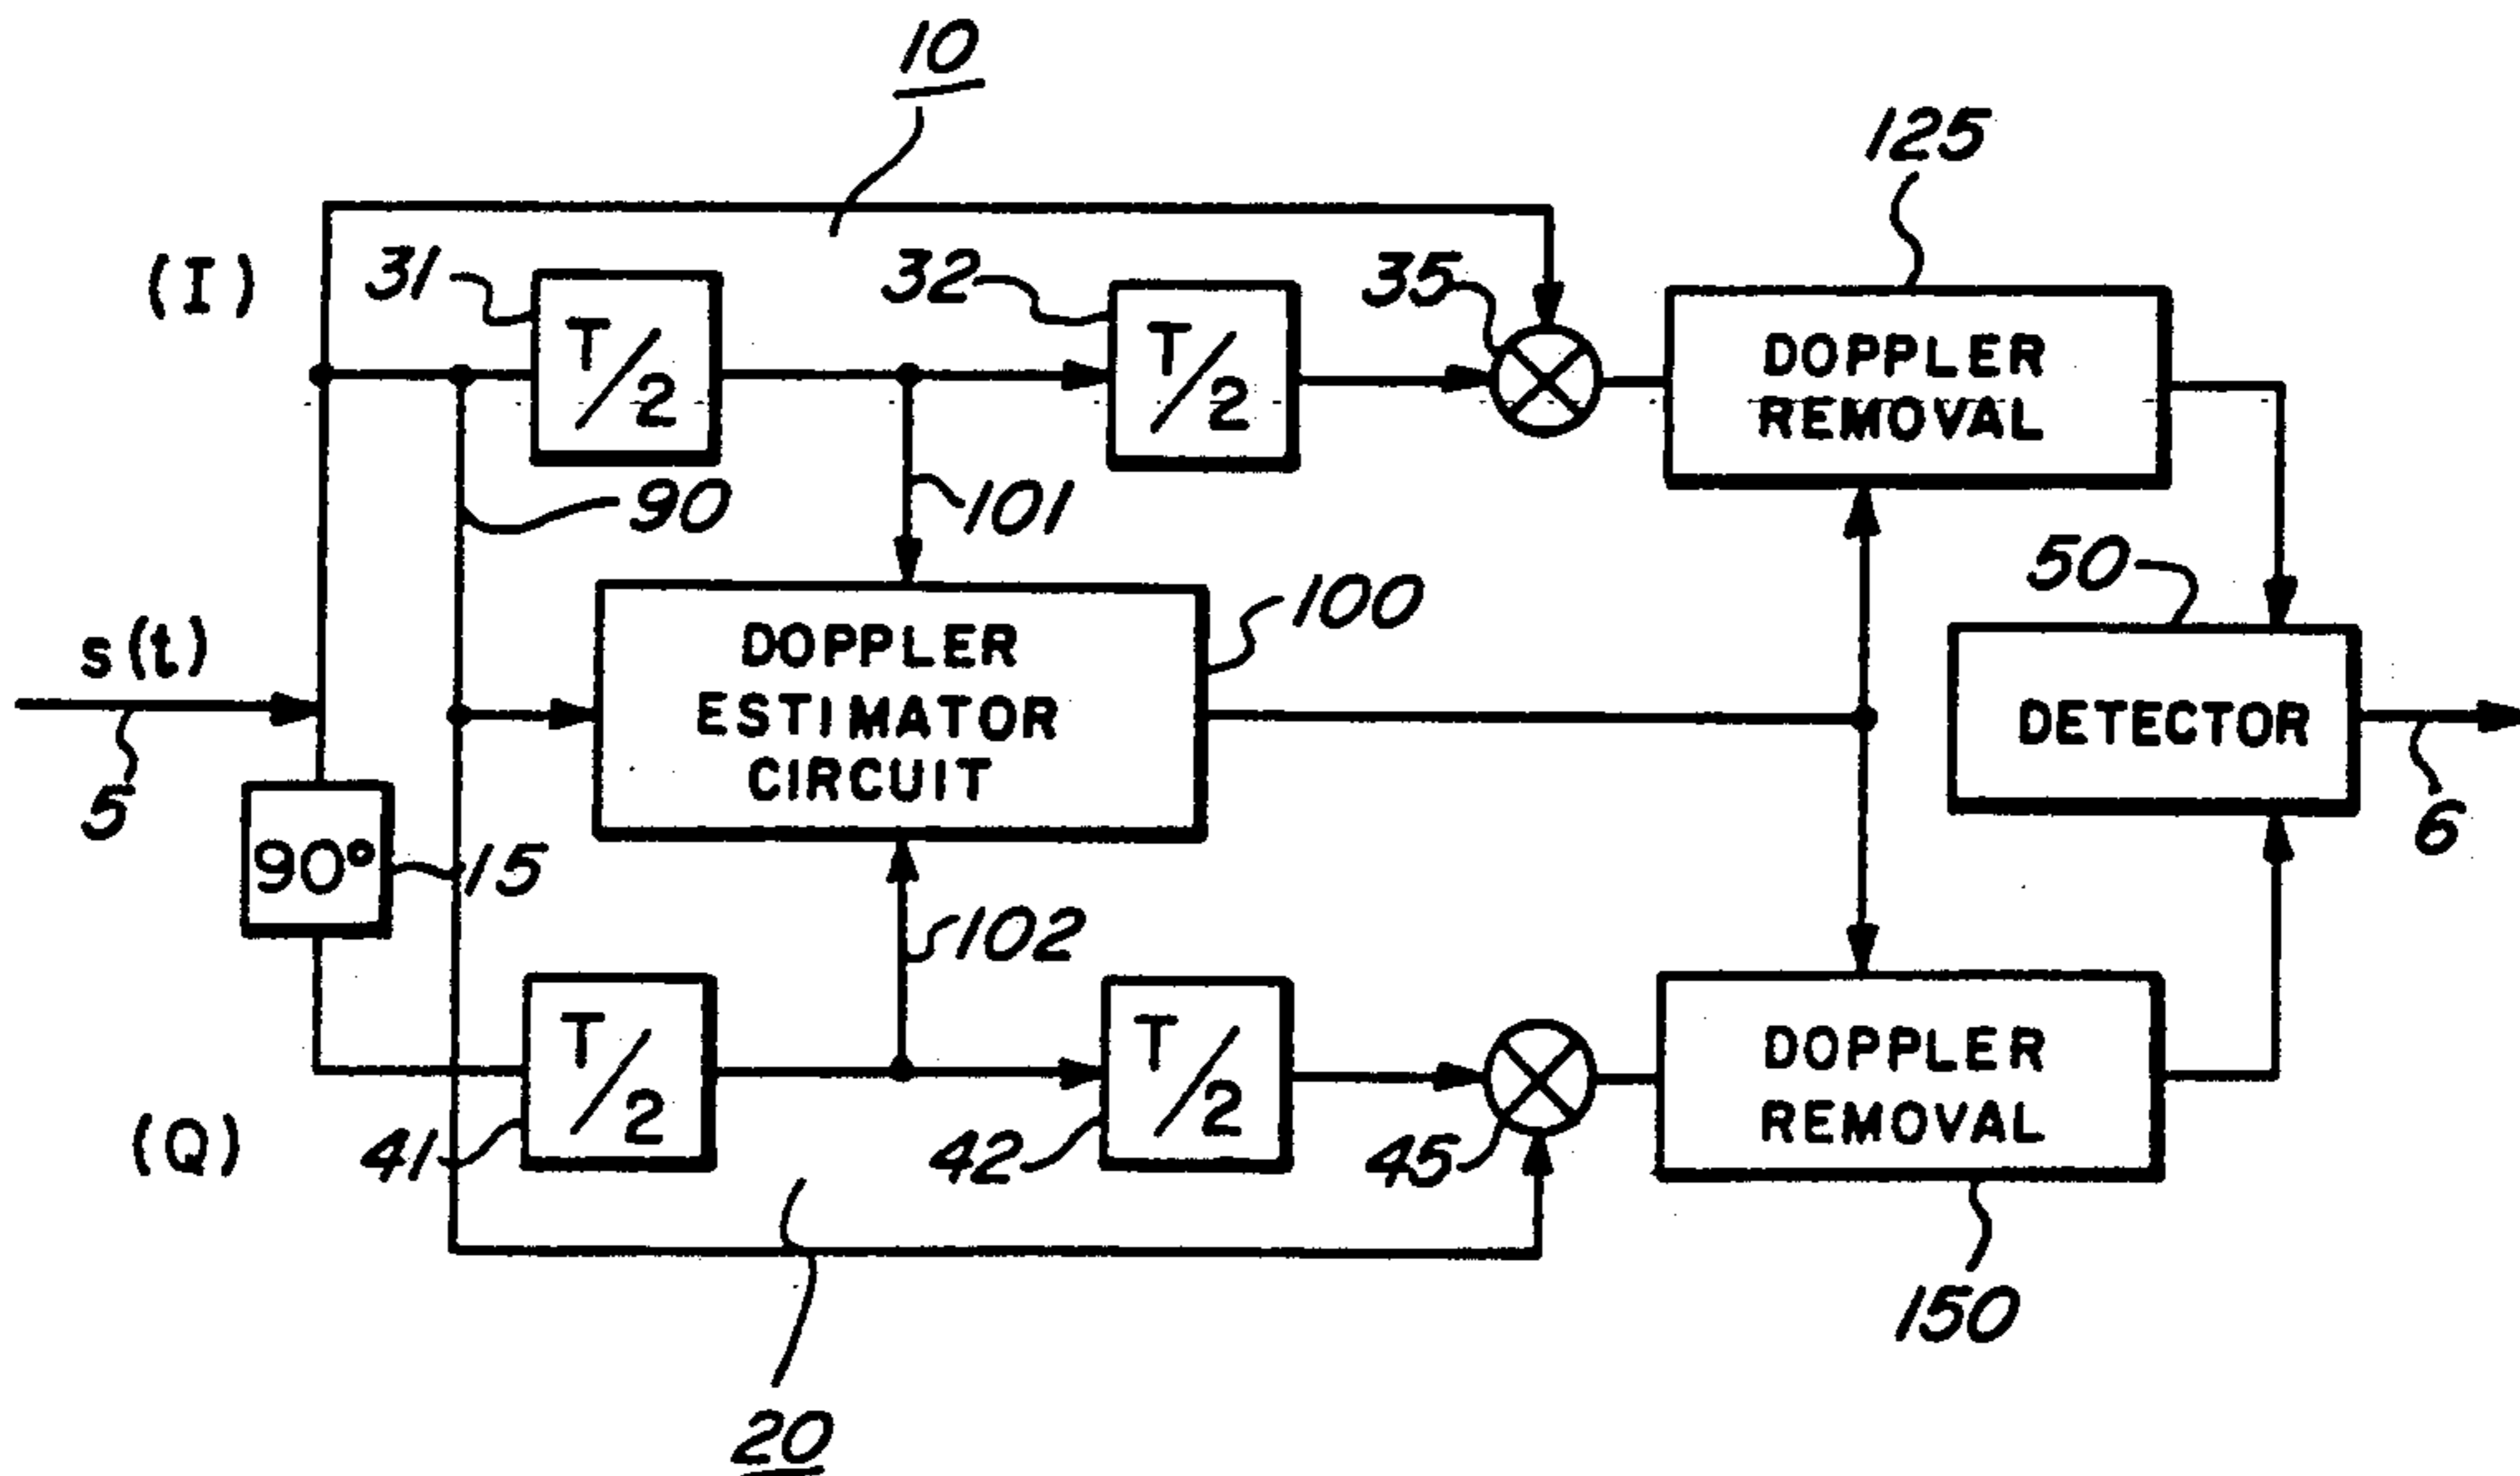 10
125
(I)
31
T/2
32
T/2
35
DOPPLER
REMOVAL
90
101
50
s(t)
5
DOPPLER
ESTIMATOR
CIRCUIT
100
DETECTOR
6
90°
15
102
(Q)
41
T/2
42
T/2
45
DOPPLER
REMOVAL
150
20